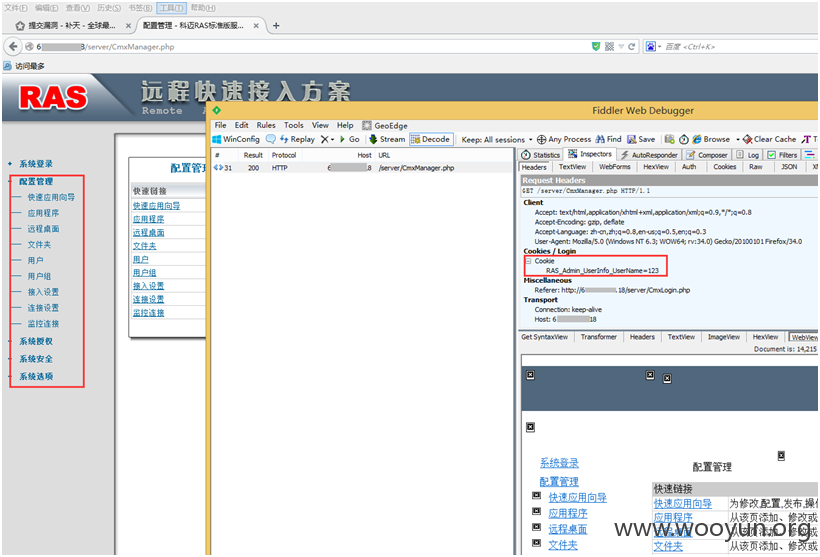 文件(F) 编辑(E) 查看(V) 历史(S) 书签(B) 工具(T) 帮助(H)
提交漏洞 - 补天 - 全球最... × 配置管理 - 科迈RAS标准版服... × +
6 8/server/CmxManager.php 百度 <Ctrl+K>
访问最多
RAS 远程快速接入方案
Remote
系统登录
配置管理
快速应用向导
应用程序
远程桌面
文件夹
用户
用户组
接入设置
连接设置
监控连接
系统授权
系统安全
系统选项
配置管
快速链接
快速应用向导
应用程序
远程桌面
文件夹
用户
用户组
接入设置
连接设置
监控连接
Fiddler Web Debugger
File Edit Rules Tools View Help GeoEdge
WinConfig Replay Go Stream Decode Keep: All sessions Any Process Find Save Browse Clear Cache T
# Result Protocol Host URL
31 200 HTTP 6 .8 /server/CmxManager.php
Statistics Inspectors AutoResponder Composer Log Filters
Headers TextView WebForms HexView Auth Cookies Raw JSON XM
Request Headers
GET /server/CmxManager.php HTTP/1.1
Client
Accept: text/html,application/xhtml+xml,application/xml;q=0.9,*/*;q=0.8
Accept-Encoding: gzip, deflate
Accept-Language: zh-cn,zh;q=0.8,en-us;q=0.5,en;q=0.3
User-Agent: Mozilla/5.0 (Windows NT 6.3; WOW64; rv:34.0) Gecko/20100101 Firefox/34.0
Cookies / Login
Cookie
RAS_Admin_UserInfo_UserName=123
Miscellaneous
Referer: http://6 .18/server/CmxLogin.php
Transport
Connection: keep-alive
Host: 6 18
Get SyntaxView Transformer Headers TextView ImageView HexView WebView
Document is: 14,215
系统登录
配置管理
快速应用向导
应用程序
远程桌面
文件夹
配置管理
快速链接
快速应用向导 为修改,配置,发布,操
应用程序 从该页添加、修改或
远程桌面 从该页添加、修改或
文件夹 从该页添加、修改或
www.wooyun.org